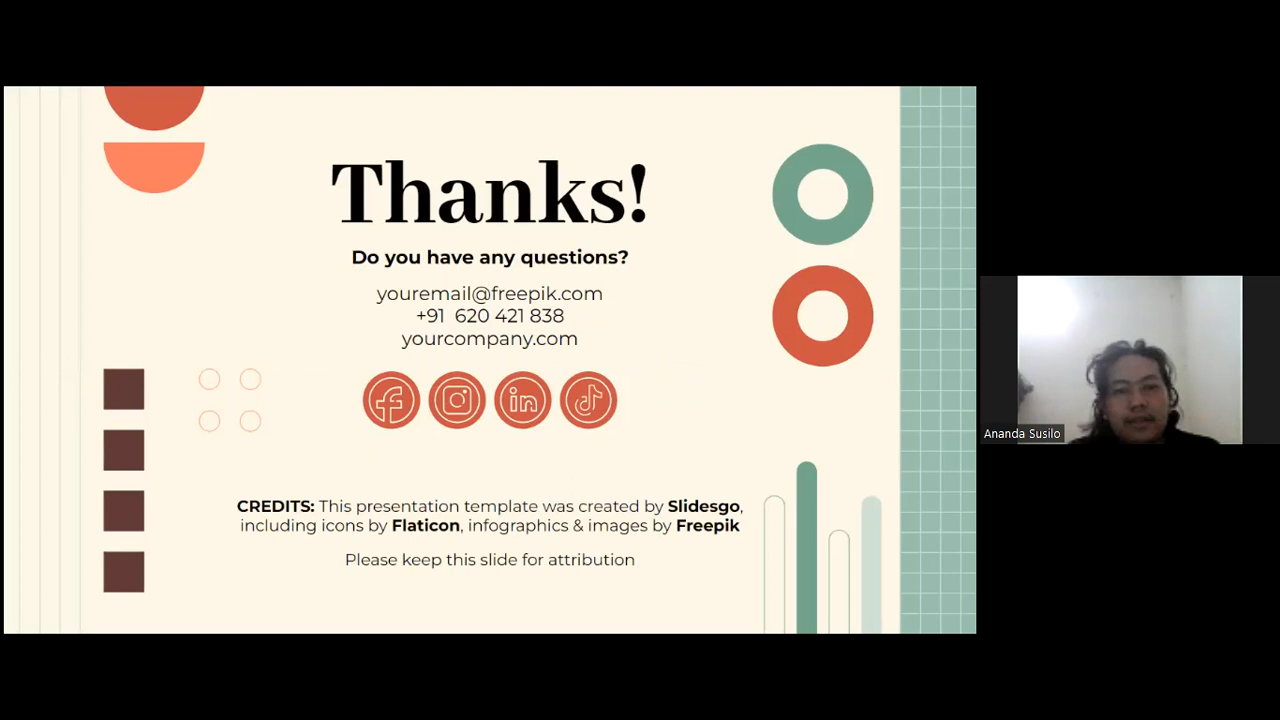 Thanks!
Do you have any questions?
youremail@freepik.com
+91  620 421 838
yourcompany.com
CREDITS: This presentation template was created by Slidesgo,
including icons by Flaticon, infographics & images by Freepik
Please keep this slide for attribution
Ananda Susilo